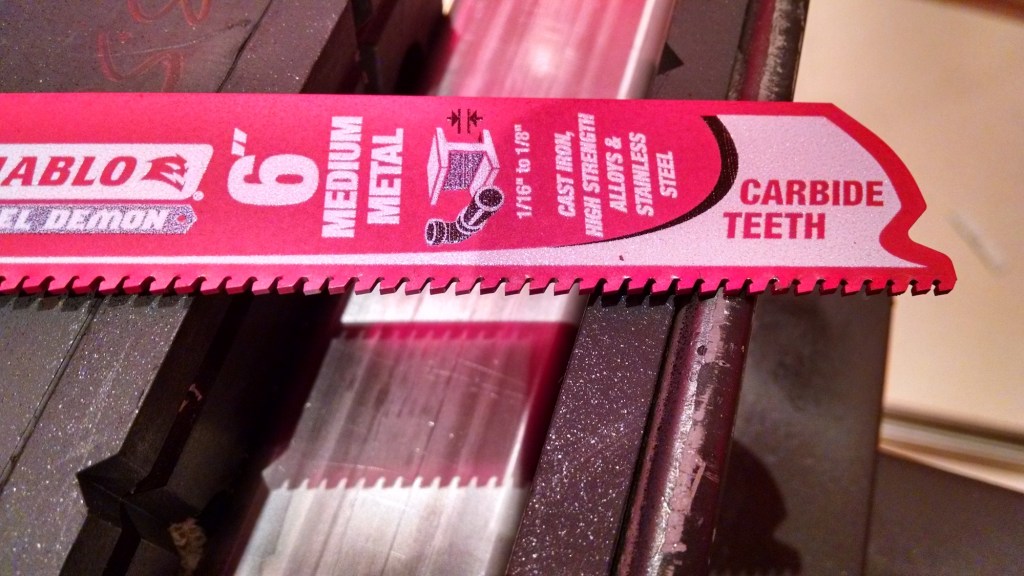 IABLO
®
EL DEMON
6"
MEDIUM
METAL
1/16" to 1/8"
CAST IRON,
HIGH STRENGTH
ALLOYS &
STAINLESS
STEEL
CARBIDE
TEETH